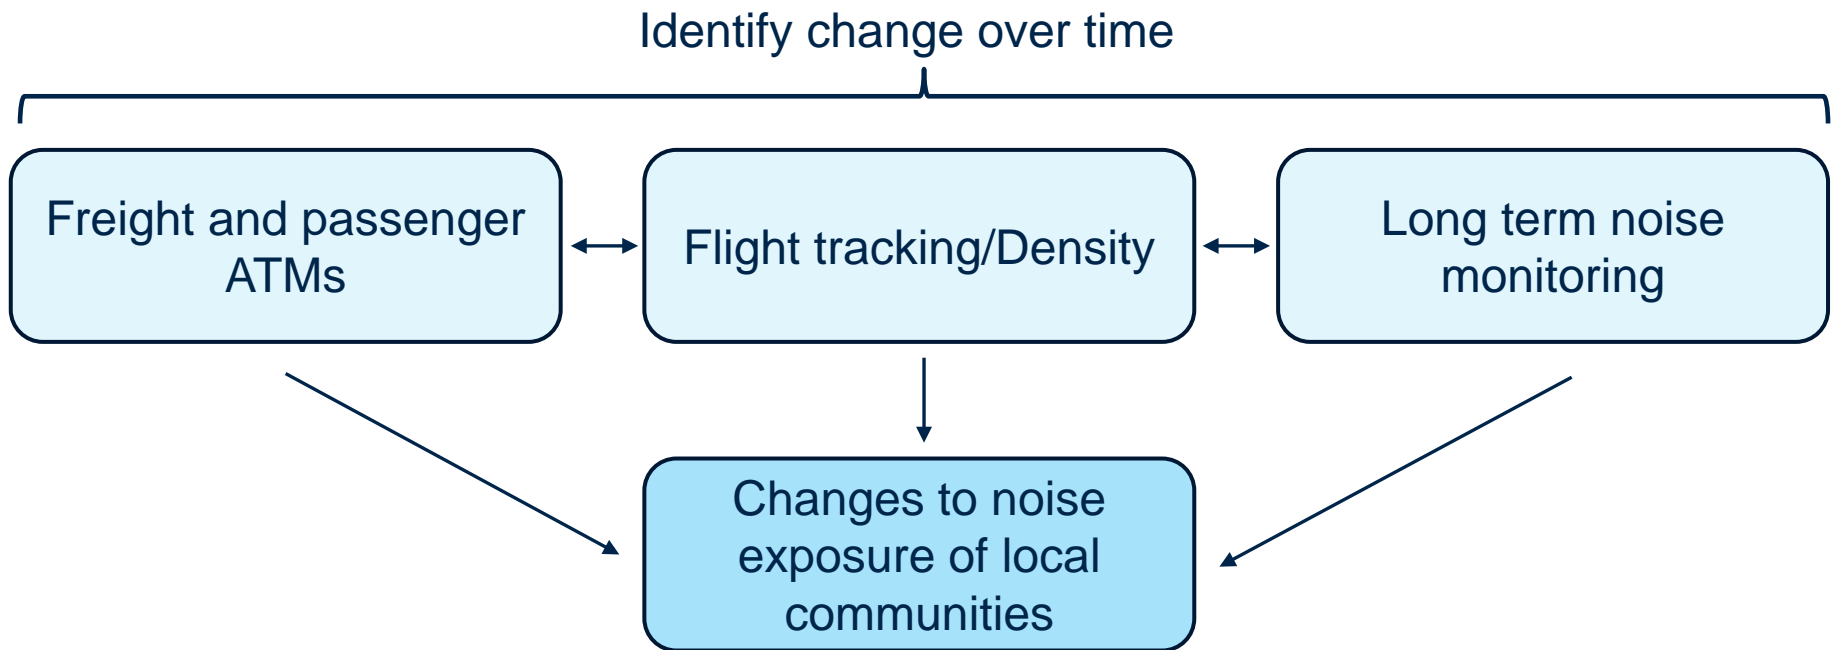 Identify change over time
Freight and passenger
ATMs
Flight tracking/Density
Long term noise
monitoring
Changes to noise
exposure of local
communities